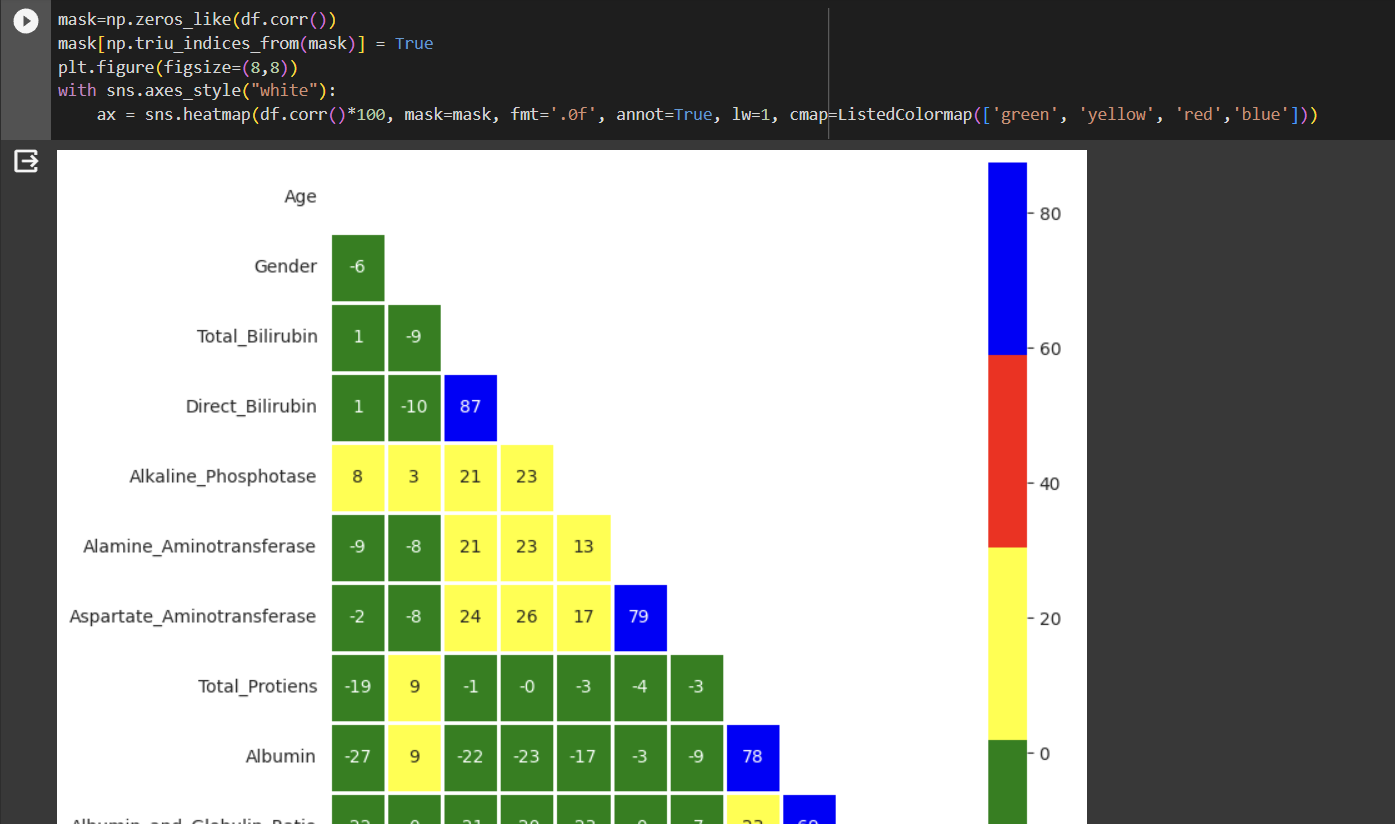 mask=np.zeros_like(df.corr())
mask[np.triu_indices_from(mask)] = True
plt.figure(figsize=(8,8))
with sns.axes_style("white"):
    ax = sns.heatmap(df.corr()*100, mask=mask, fmt='.0f', annot=True, lw=1, cmap=ListedColormap(['green', 'yellow', 'red','blue']))
Age
80
Gender -6
Total_Bilirubin 1 -9
60
Direct_Bilirubin 1 -10 87
Alkaline_Phosphotase 8 3 21 23
40
Alamine_Aminotransferase -9 -8 21 23 13
Aspartate_Aminotransferase -2 -8 24 26 17 79
20
Total_Protiens -19 9 -1 -0 -3 -4 -3
Albumin -27 9 -22 -23 -17 -3 -9 78
0